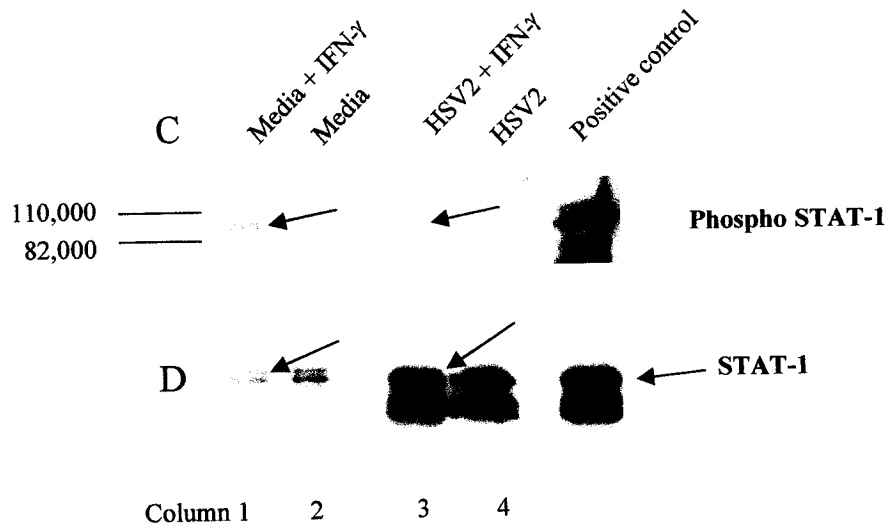 C
Media + IFN-γ
Media
HSV2 + IFN-γ
HSV2
Positive control
110,000
82,000
Phospho STAT-1
D
STAT-1
Column 1 2 3 4